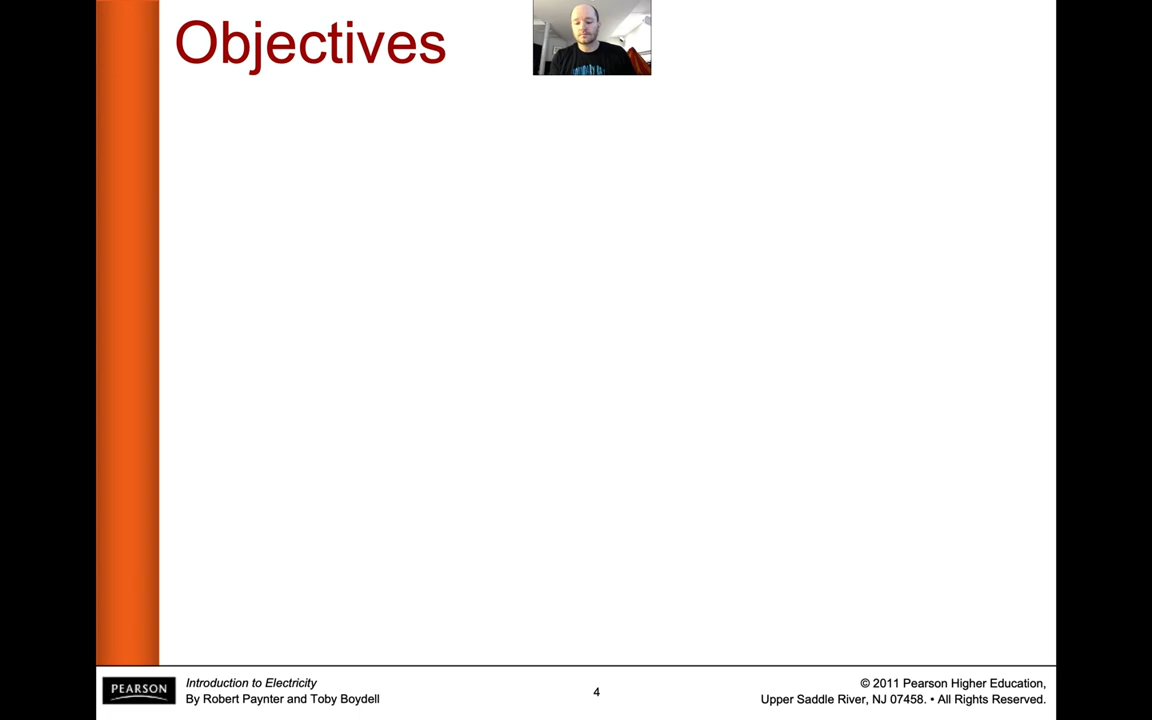 Objectives
PEARSON
Introduction to Electricity
By Robert Paynter and Toby Boydell
4
© 2011 Pearson Higher Education,
Upper Saddle River, NJ 07458. • All Rights Reserved.